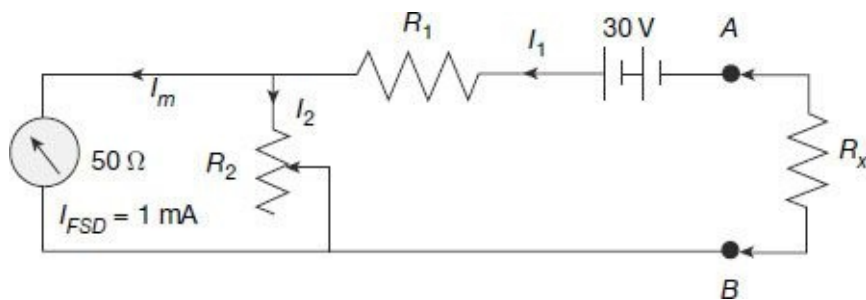 R1
30 V
A
I1
Im
I2
50 Ω
R2
Rx
IFSD = 1 mA
B